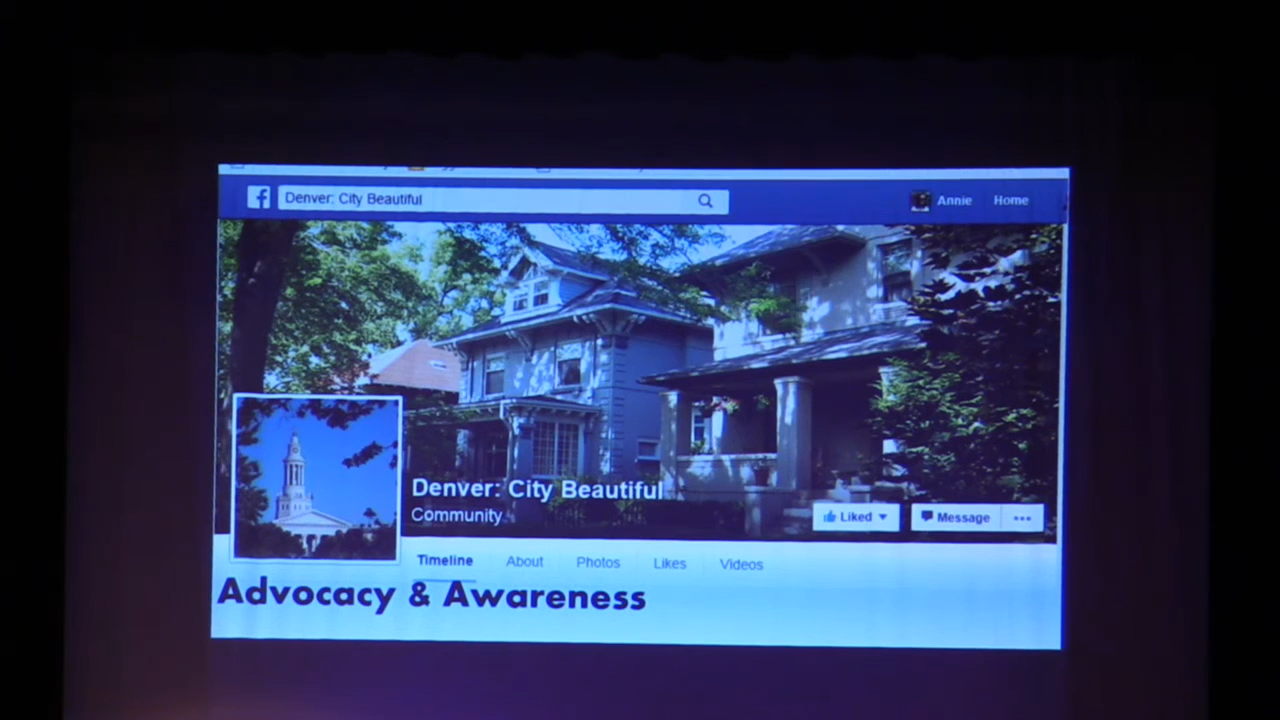 f Denver: City Beautiful Annie Home
Denver: City Beautiful
Community
Liked Message ...
Timeline About Photos Likes Videos
Advocacy & Awareness